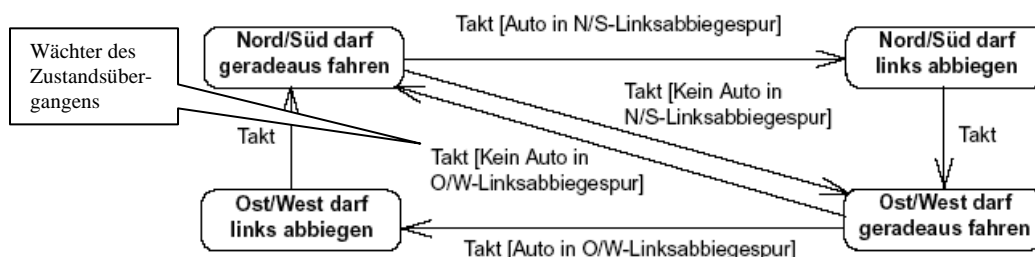 Takt [Auto in N/S-Linksabbiegespur]
Wächter des
Zustandsüber-
gangens
Nord/Süd darf
geradeaus fahren
Nord/Süd darf
links abbiegen
Takt [Kein Auto in
N/S-Linksabbiegespur]
Takt
Takt
Takt [Kein Auto in
O/W-Linksabbiegespur]
Ost/West darf
links abbiegen
Ost/West darf
geradeaus fahren
Takt [Auto in O/W-Linksabbiegespur]